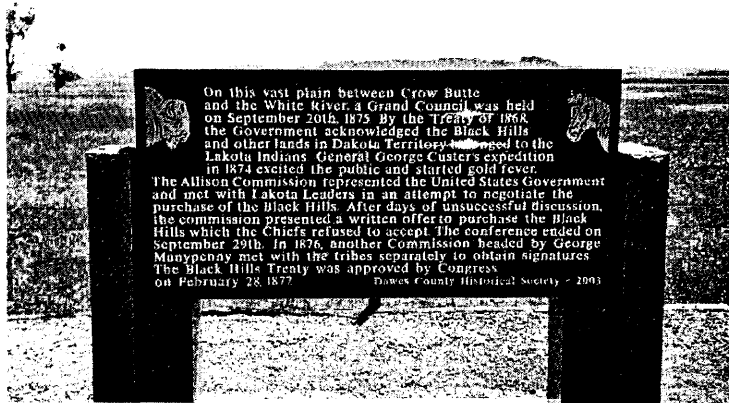 On this vast plain between Crow Butte
and the White River, a Grand Council was held
on September 20th, 1875. By the Treaty of 1868,
the Government acknowledged the Black Hills
and other lands in Dakota Territory belonged to the
Lakota Indians. General George Custer's expedition
in 1874 excited the public and started gold fever.
The Allison Commission represented the United States Government
and met with Lakota Leaders in an attempt to negotiate the
purchase of the Black Hills. After days of unsuccessful discussion,
the commission presented a written offer to purchase the Black
Hills which the Chiefs refused to accept. The conference ended on
September 29th. In 1876, another Commission headed by George
Munypenny met with the tribes separately to obtain signatures.
The Black Hills Treaty was approved by Congress
on February 28, 1877. Dawes County Historical Society - 2003